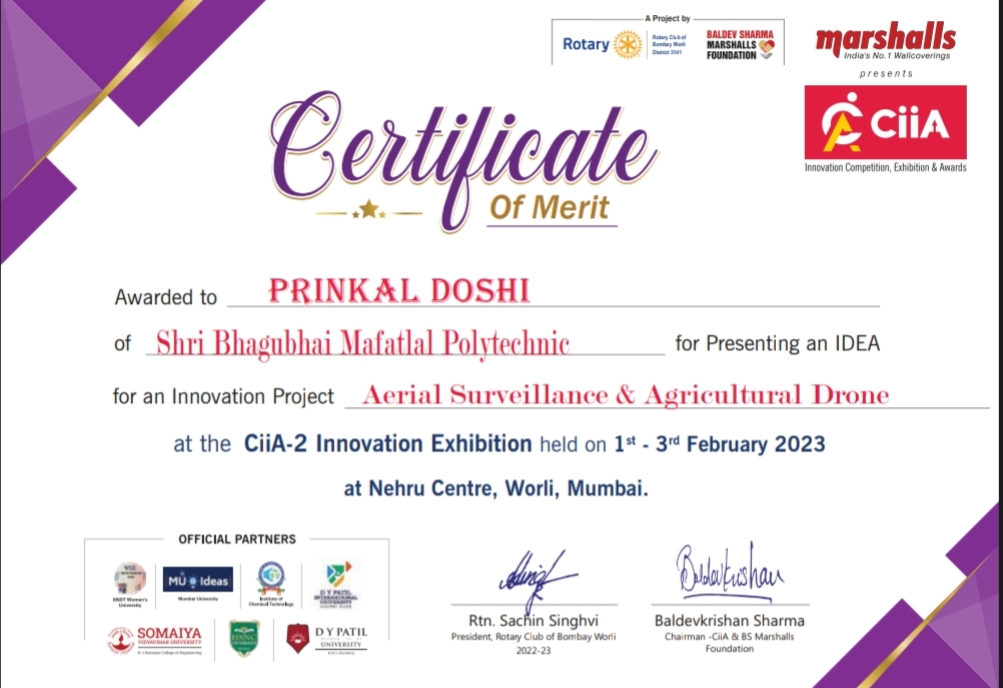 A Project by
Rotary
Rotary Club of
Bombay Worli
District 3141
BALDEV SHARMA
MARSHALLS
FOUNDATION
marshalls
India's No.1 Wallcoverings
presents
CiiA
Innovation Competition, Exhibition & Awards
Certificate
Of Merit
Awarded to PRINKAL DOSHI
of Shri Bhagubhai Mafatlal Polytechnic for Presenting an IDEA
for an Innovation Project Aerial Surveillance & Agricultural Drone
at the CiiA-2 Innovation Exhibition held on 1st - 3rd February 2023
at Nehru Centre, Worli, Mumbai.
OFFICIAL PARTNERS
SNDT Women's
University
MU Ideas
Mumbai University
Institute of
Chemical Technology
D Y PATIL
INTERNATIONAL
UNIVERSITY
SOMAIYA
VIDYAVIHAR UNIVERSITY
K J Somaiya College of Engineering
HSNC
D Y PATIL
UNIVERSITY
Baldevkrishan
Rtn. Sachin Singhvi
President, Rotary Club of Bombay Worli
2022-23
Baldevkrishan Sharma
Chairman -CiiA & BS Marshalls
Foundation